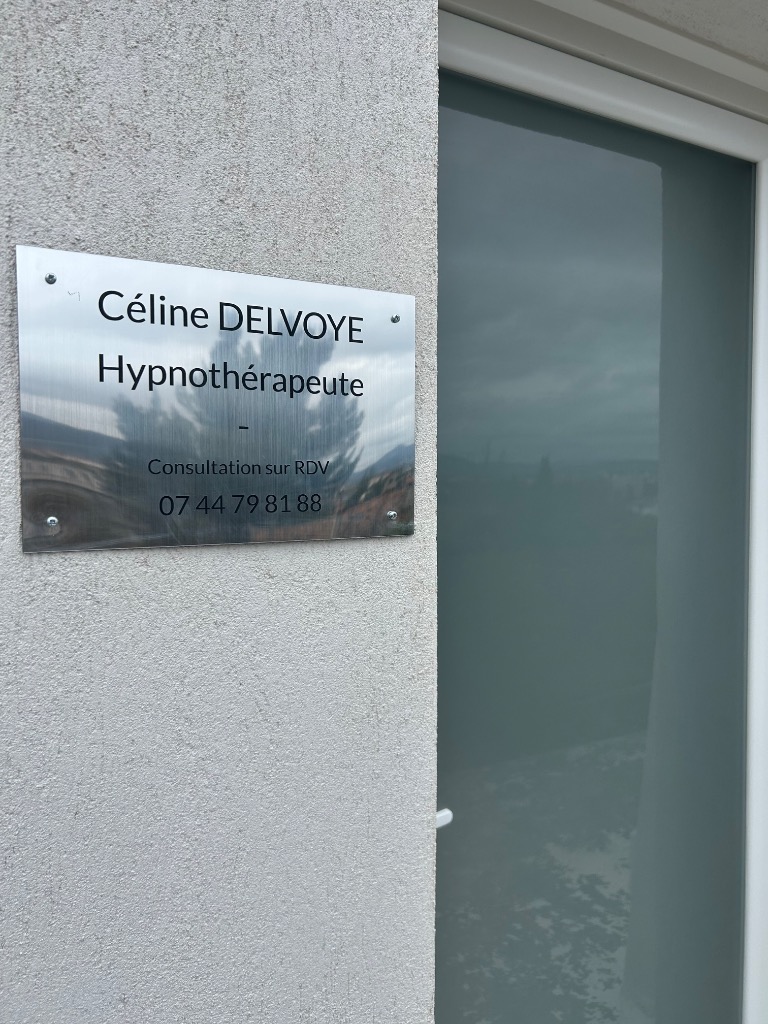 Céline DELVOYE
Hypnothérapeute
-
Consultation sur RDV
07 44 79 81 88